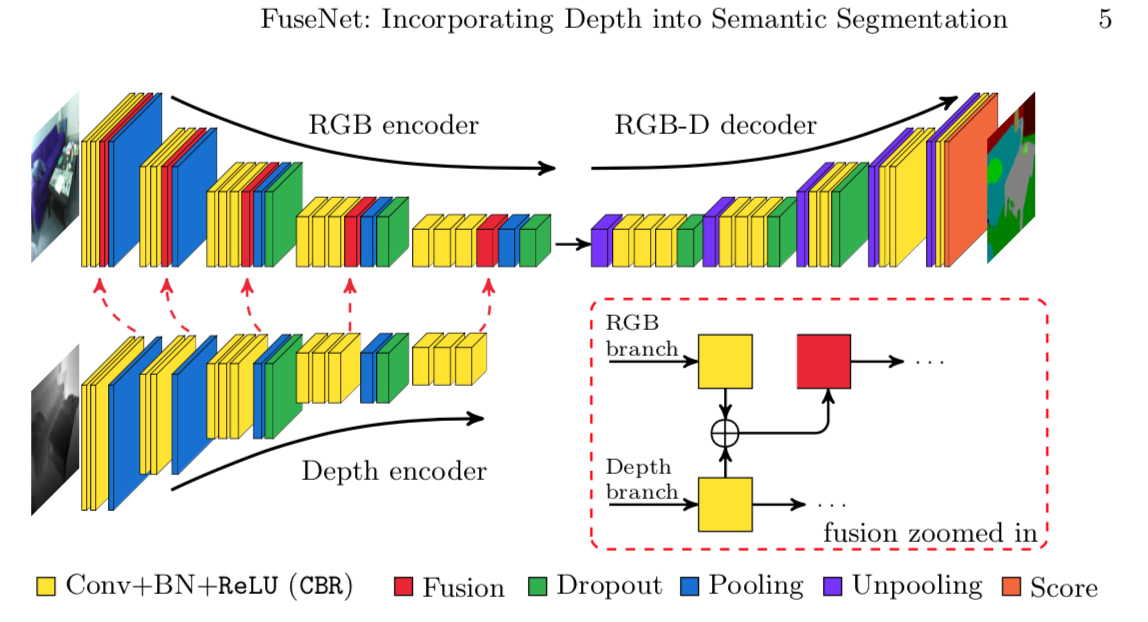 FuseNet: Incorporating Depth into Semantic Segmentation 5
RGB encoder
RGB-D decoder
Depth encoder
RGB
branch
. . .
Depth
branch
. . .
fusion zoomed in
Conv+BN+ReLU (CBR) Fusion Dropout Pooling Unpooling Score